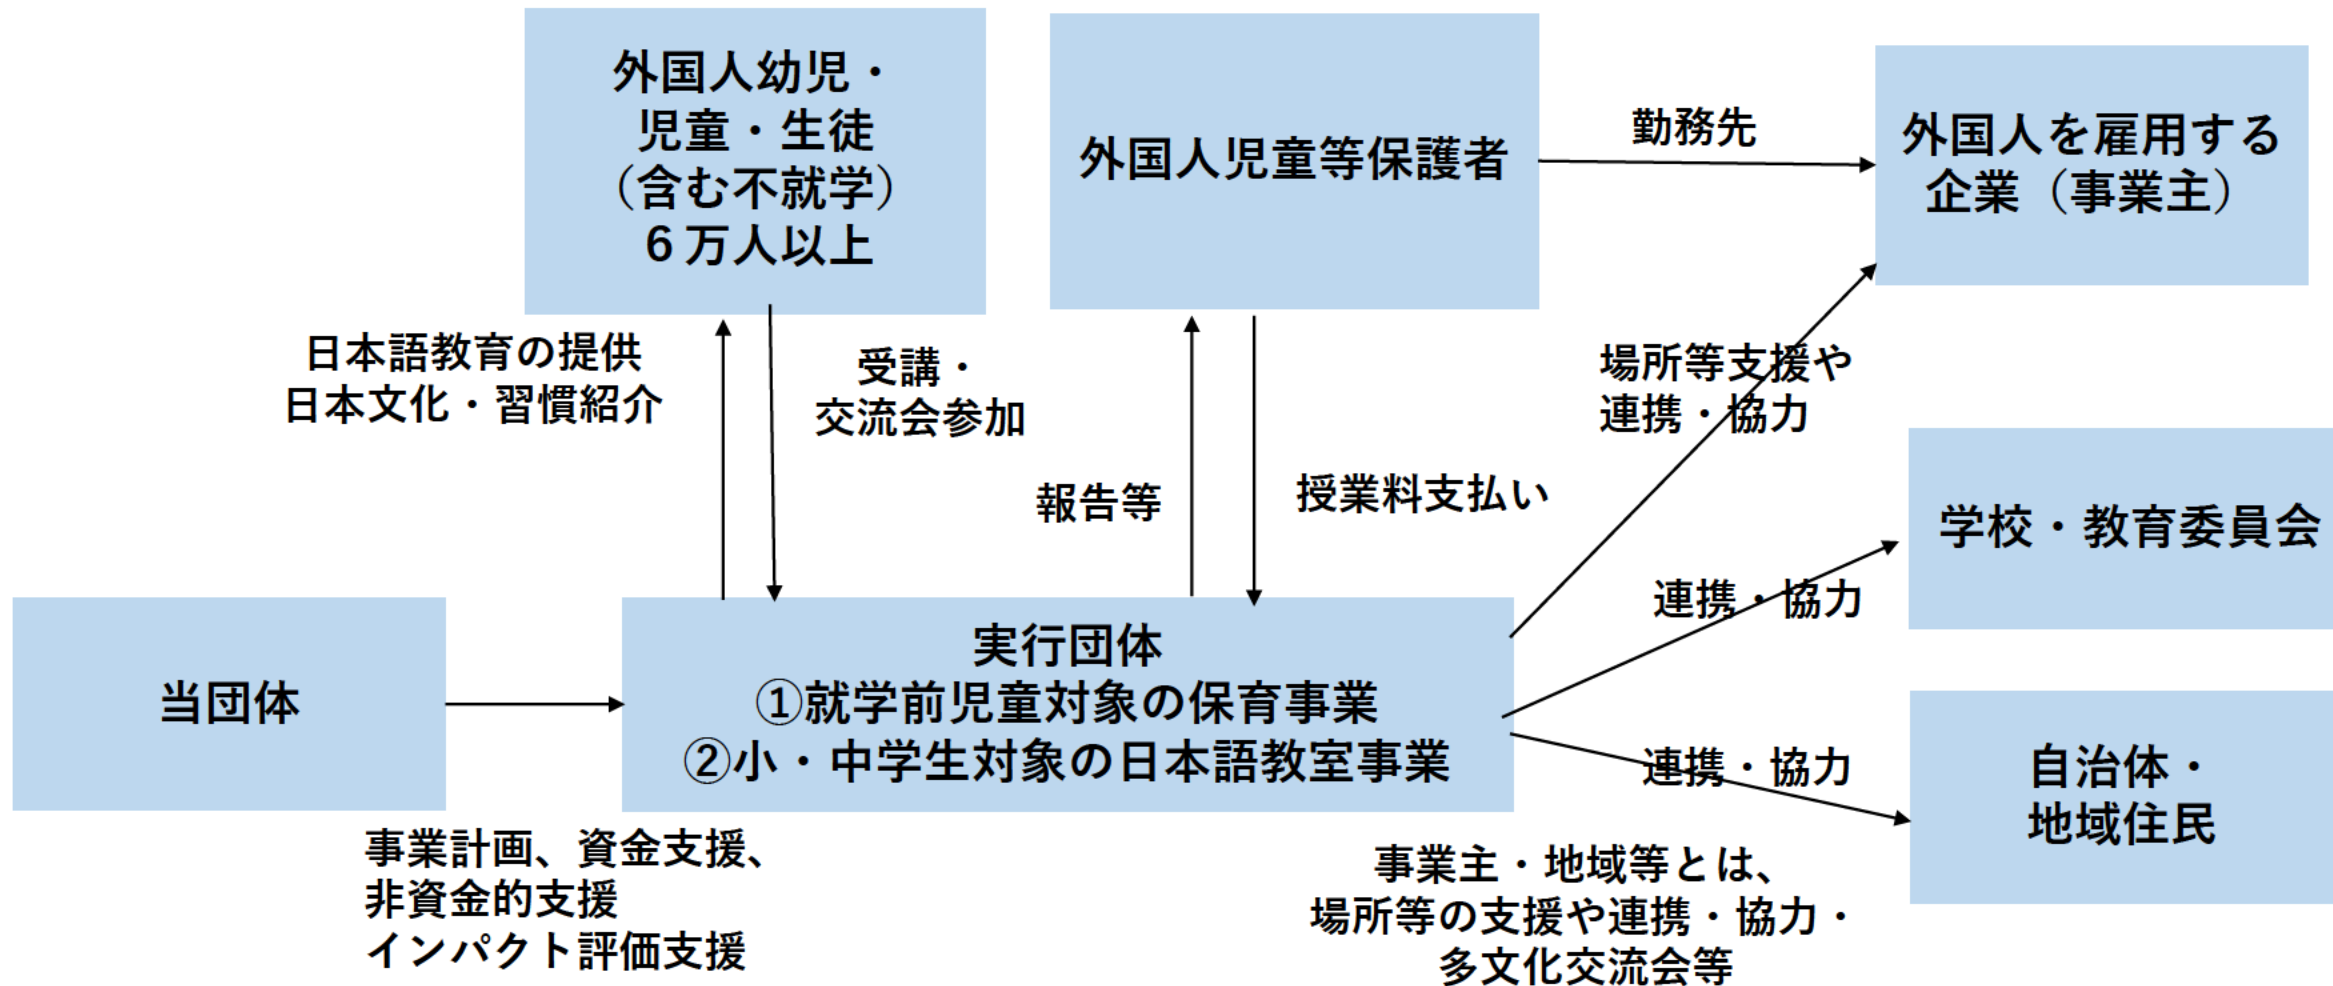 外国人幼児・
児童・生徒
（含む不就学）
６万人以上
外国人児童等保護者
勤務先
外国人を雇用する
企業（事業主）
日本語教育の提供
日本文化・習慣紹介
受講・
交流会参加
報告等
授業料支払い
場所等支援や
連携・協力
学校・教育委員会
連携・協力
当団体
実行団体
①就学前児童対象の保育事業
②小・中学生対象の日本語教室事業
連携・協力
自治体・
地域住民
事業計画、資金支援、
非資金的支援
インパクト評価支援
事業主・地域等とは、
場所等の支援や連携・協力・
多文化交流会等